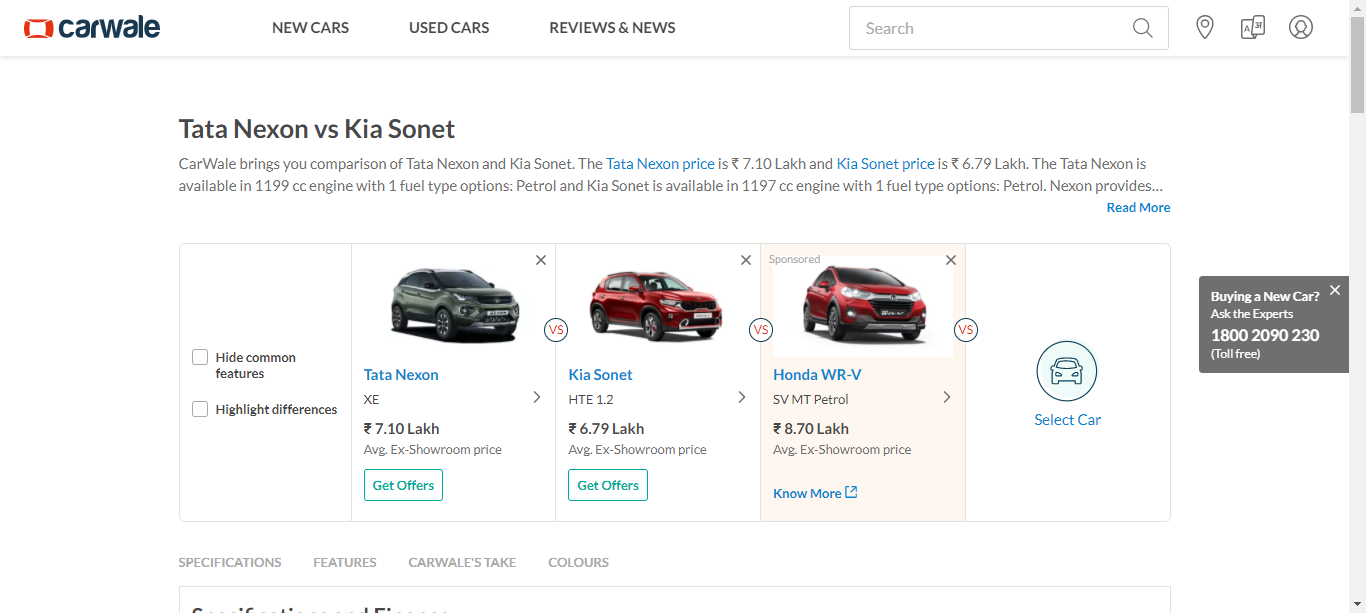 carwale
NEW CARS
USED CARS
REVIEWS & NEWS
Search
Tata Nexon vs Kia Sonet
CarWale brings you comparison of Tata Nexon and Kia Sonet. The Tata Nexon price is ₹ 7.10 Lakh and Kia Sonet price is ₹ 6.79 Lakh. The Tata Nexon is
available in 1199 cc engine with 1 fuel type options: Petrol and Kia Sonet is available in 1197 cc engine with 1 fuel type options: Petrol. Nexon provides...
Read More
Hide common
features
Highlight differences
Tata Nexon
XE
₹ 7.10 Lakh
Avg. Ex-Showroom price
Get Offers
VS
Kia Sonet
HTE 1.2
₹ 6.79 Lakh
Avg. Ex-Showroom price
Get Offers
VS
Sponsored
Honda WR-V
SV MT Petrol
₹ 8.70 Lakh
Avg. Ex-Showroom price
Know More
VS
Select Car
Buying a New Car?
Ask the Experts
1800 2090 230
(Toll free)
SPECIFICATIONS
FEATURES
CARWALE'S TAKE
COLOURS
Specifications and Finance